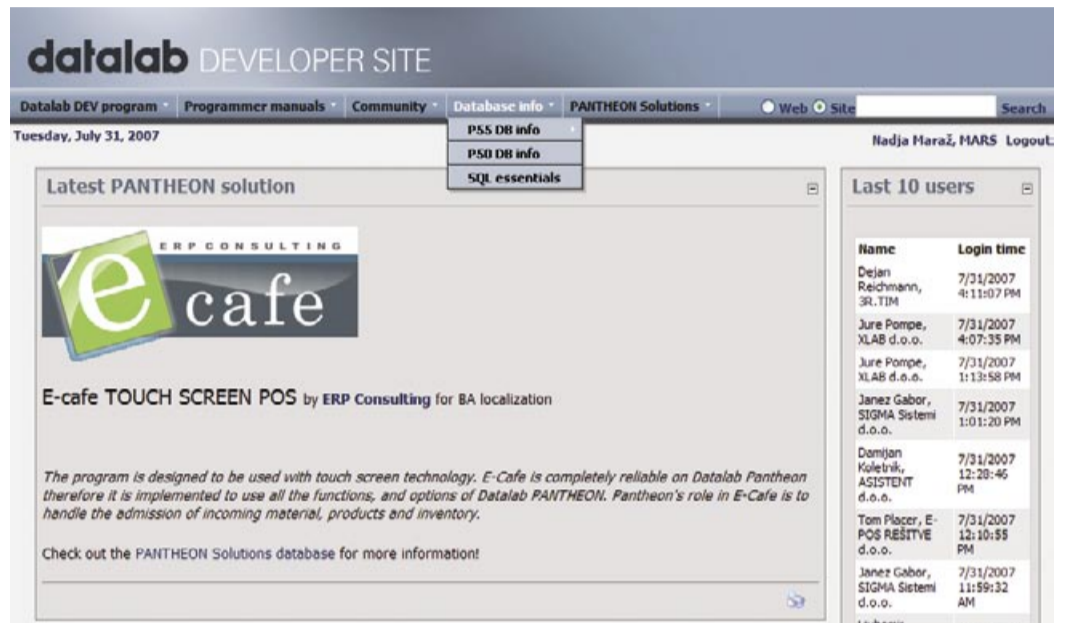 datalab DEVELOPER SITE
Datalab DEV program Programmer manuals Community Database info PANTHEON Solutions Web Site Search
P55 DB info
P50 DB info
SQL essentials
Tuesday, July 31, 2007
Nadja Maraž, MARS Logout
Latest PANTHEON solution
ERP CONSULTING
e cafe
E-cafe TOUCH SCREEN POS by ERP Consulting for BA localization
The program is designed to be used with touch screen technology. E-Cafe is completely reliable on Datalab Pantheon
therefore it is implemented to use all the functions, and options of Datalab PANTHEON. Pantheon's role in E-Cafe is to
handle the admission of incoming material, products and inventory.
Check out the PANTHEON Solutions database for more information!
Last 10 users
Name Login time
Dejan
Reichmann,
3R.TIM
7/31/2007
4:11:07 PM
Jure Pompe,
XLAB d.o.o.
7/31/2007
4:07:35 PM
Jure Pompe,
XLAB d.o.o.
7/31/2007
1:13:58 PM
Janez Gabor,
SIGMA Sistemi
d.o.o.
7/31/2007
1:01:20 PM
Damijan
Koletnik,
ASISTENT
d.o.o.
7/31/2007
12:28:46
PM
Tom Placer, E-
POS REŠITVE
d.o.o.
7/31/2007
12:10:55
PM
Janez Gabor,
SIGMA Sistemi
d.o.o.
7/31/2007
11:59:32
AM